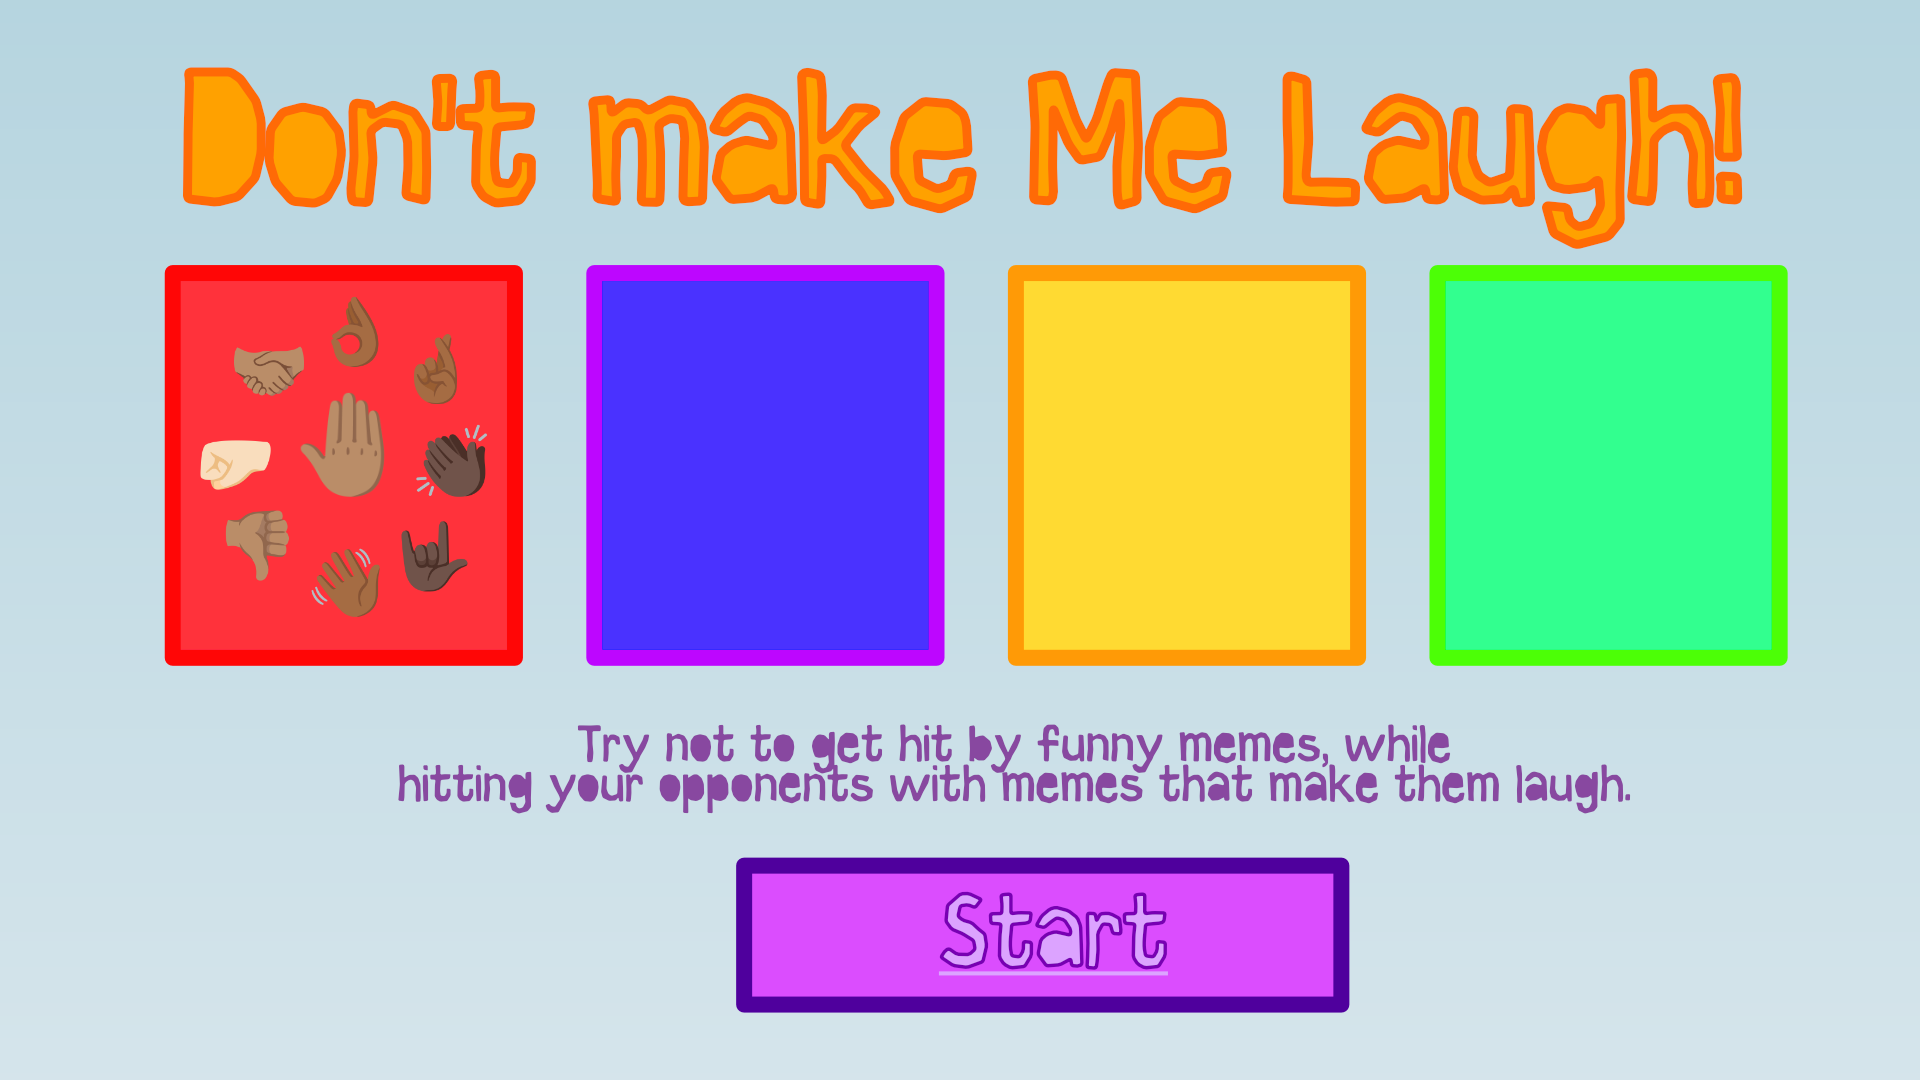 Don't make Me Laugh!
Try not to get hit by funny memes, while
hitting your opponents with memes that make them laugh.
Start